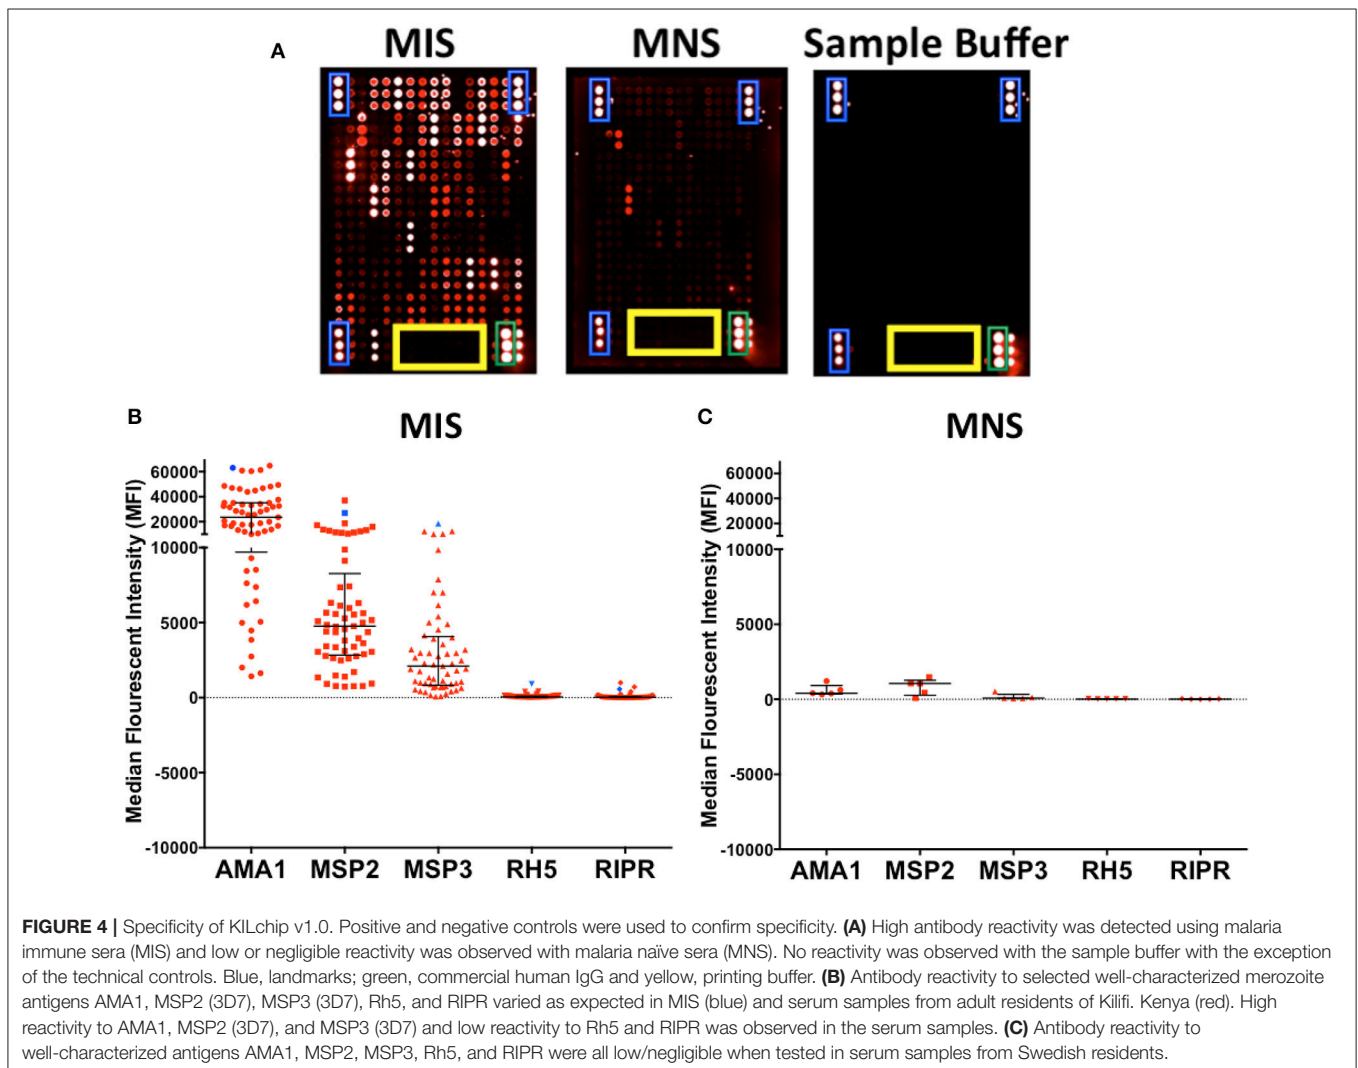 A
MIS
MNS
Sample Buffer
B
MIS
C
MNS
Median Flourescent Intensity (MFI)
60000
40000
20000
10000
5000
0
-5000
-10000
AMA1
MSP2
MSP3
RH5
RIPR
Median Flourescent Intensity (MFI)
60000
40000
20000
10000
5000
0
-5000
-10000
AMA1
MSP2
MSP3
RH5
RIPR
FIGURE 4 | Specificity of KILchip v1.0. Positive and negative controls were used to confirm specificity. (A) High antibody reactivity was detected using malaria
immune sera (MIS) and low or negligible reactivity was observed with malaria naïve sera (MNS). No reactivity was observed with the sample buffer with the exception
of the technical controls. Blue, landmarks; green, commercial human IgG and yellow, printing buffer. (B) Antibody reactivity to selected well-characterized merozoite
antigens AMA1, MSP2 (3D7), MSP3 (3D7), Rh5, and RIPR varied as expected in MIS (blue) and serum samples from adult residents of Kilifi. Kenya (red). High
reactivity to AMA1, MSP2 (3D7), and MSP3 (3D7) and low reactivity to Rh5 and RIPR was observed in the serum samples. (C) Antibody reactivity to
well-characterized antigens AMA1, MSP2, MSP3, Rh5, and RIPR were all low/negligible when tested in serum samples from Swedish residents.